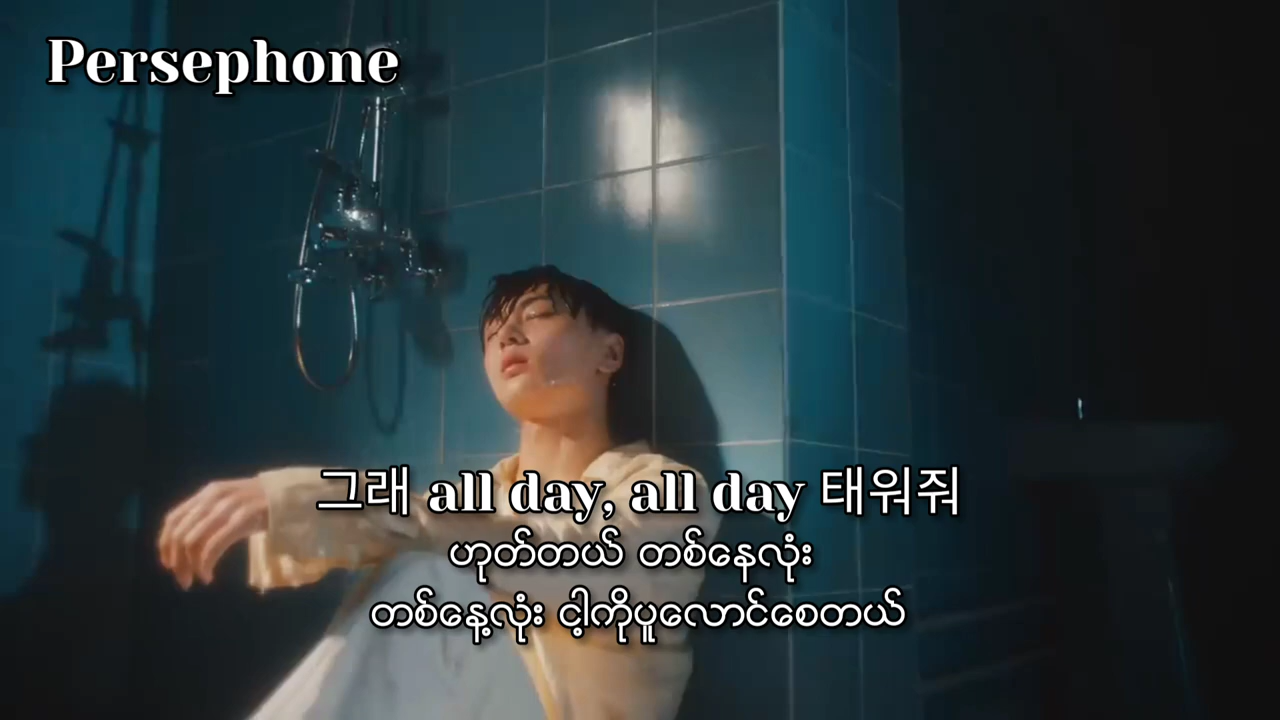 Persephone
그래 all day, all day 태워줘
ဟုတ်တယ် တစ်နေလုံး
တစ်နေ့လုံး ငါ့ကိုပူလောင်စေတယ်